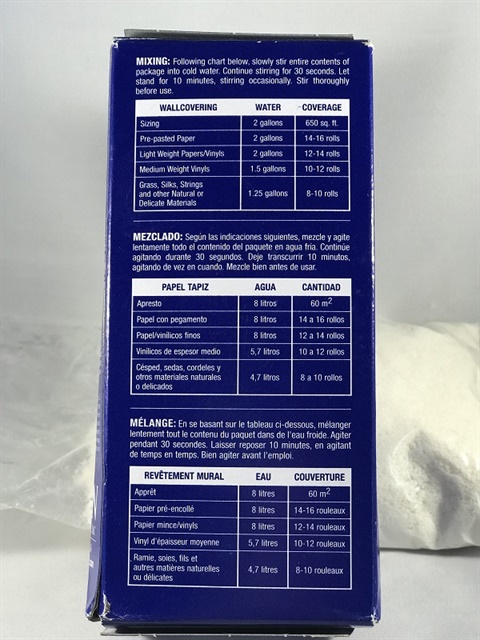 MIXING: Following chart below, slowly stir entire contents of
package into cold water. Continue stirring for 30 seconds. Let
stand for 10 minutes, stirring occasionally. Stir thoroughly
before use.
WALLCOVERING WATER COVERAGE
Sizing 2 gallons 650 sq. ft.
Pre-pasted Paper 2 gallons 14-16 rolls
Light Weight Papers/Vinyls 2 gallons 12-14 rolls
Medium Weight Vinyls 1.5 gallons 10-12 rolls
Grass, Silks, Strings
and other Natural or 1.25 gallons 8-10 rolls
Delicate Materials
MEZCLADO: Según las indicaciones siguientes, mezcle y agite
lentamente todo el contenido del paquete en agua fria. Continúe
agitando durante 30 segundos. Deje transcurrir 10 minutos,
agitando de vez en cuando. Mezcle bien antes de usar.
PAPEL TAPIZ AGUA CANTIDAD
Apresto 8 litros 60 m²
Papel con pegamento 8 litros 14 a 16 rollos
Papel/vinílicos finos 8 litros 12 a 14 rollos
Vinílicos de espesor medio 5,7 litros 10 a 12 rollos
Césped, sedas, cordeles y
otros materiales naturales 4,7 litros 8 a 10 rollos
o delicados
MÉLANGE: En se basant sur le tableau ci-dessous, mélanger
lentement tout le contenu du paquet dans de l'eau froide. Agiter
pendant 30 secondes. Laisser reposer 10 minutes, en agitant
de temps en temps. Bien agiter avant l'emploi.
REVÊTEMENT MURAL EAU COUVERTURE
Apprêt 8 litres 60 m²
Papier pré-encollé 8 litres 14-16 rouleaux
Papier mince/vinyls 8 litres 12-14 rouleaux
Vinyl d'épaisseur moyenne 5,7 litres 10-12 rouleaux
Ramie, soies, fils et
autres matières naturelles 4,7 litres 8-10 rouleaux
ou délicates